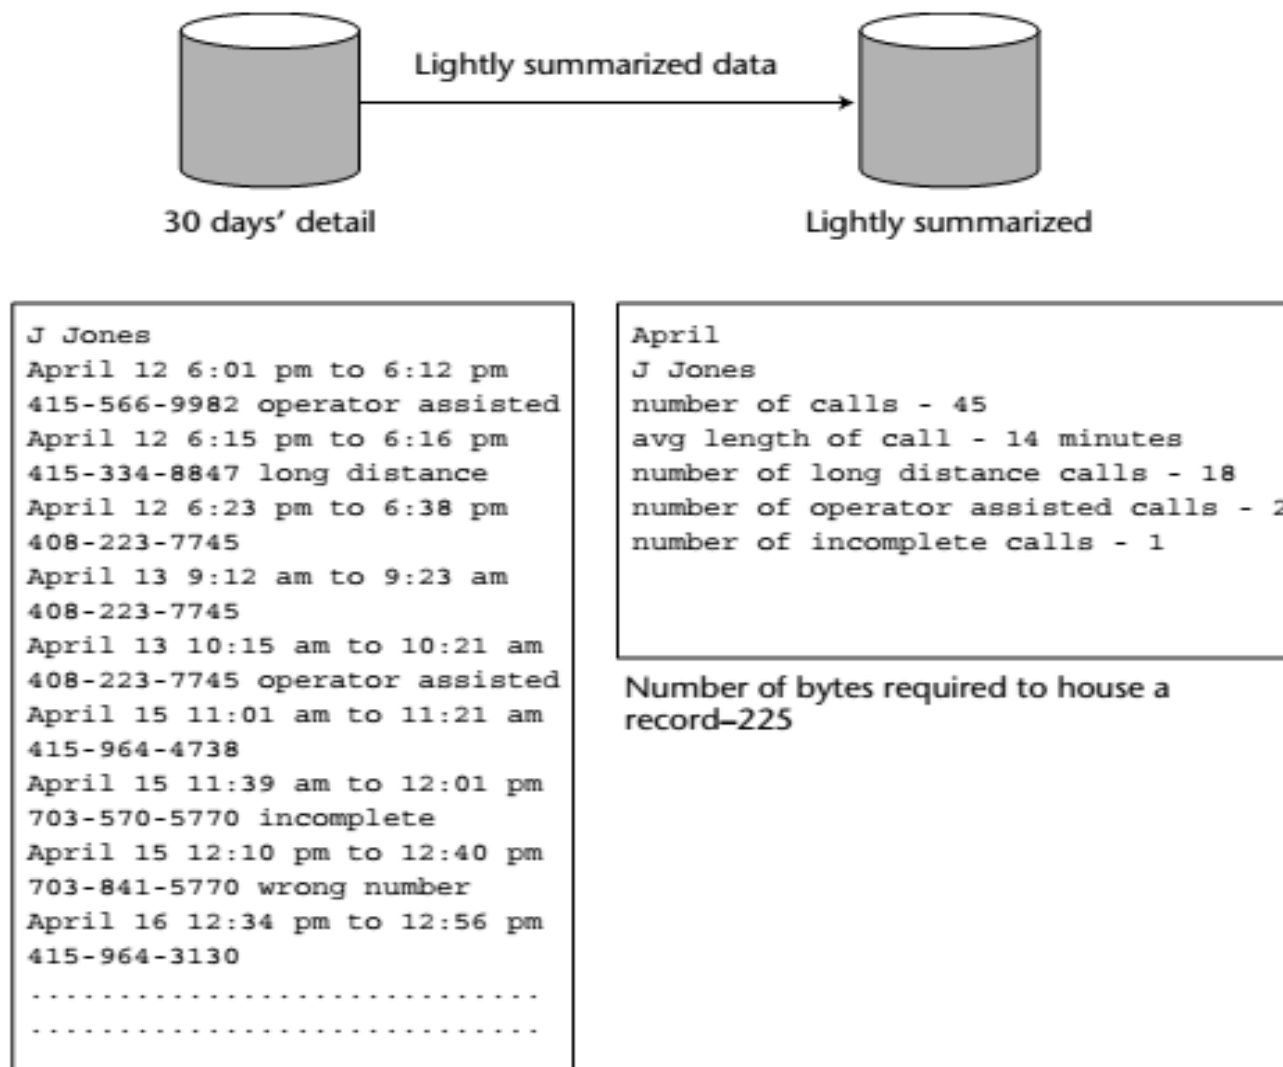 Lightly summarized data
30 days' detail
Lightly summarized
J Jones
April 12 6:01 pm to 6:12 pm
415-566-9982 operator assisted
April 12 6:15 pm to 6:16 pm
415-334-8847 long distance
April 12 6:23 pm to 6:38 pm
408-223-7745
April 13 9:12 am to 9:23 am
408-223-7745
April 13 10:15 am to 10:21 am
408-223-7745 operator assisted
April 15 11:01 am to 11:21 am
415-964-4738
April 15 11:39 am to 12:01 pm
703-570-5770 incomplete
April 15 12:10 pm to 12:40 pm
703-841-5770 wrong number
April 16 12:34 pm to 12:56 pm
415-964-3130
..............................
..............................
April
J Jones
number of calls - 45
avg length of call - 14 minutes
number of long distance calls - 18
number of operator assisted calls - 2
number of incomplete calls - 1
Number of bytes required to house a
record–225